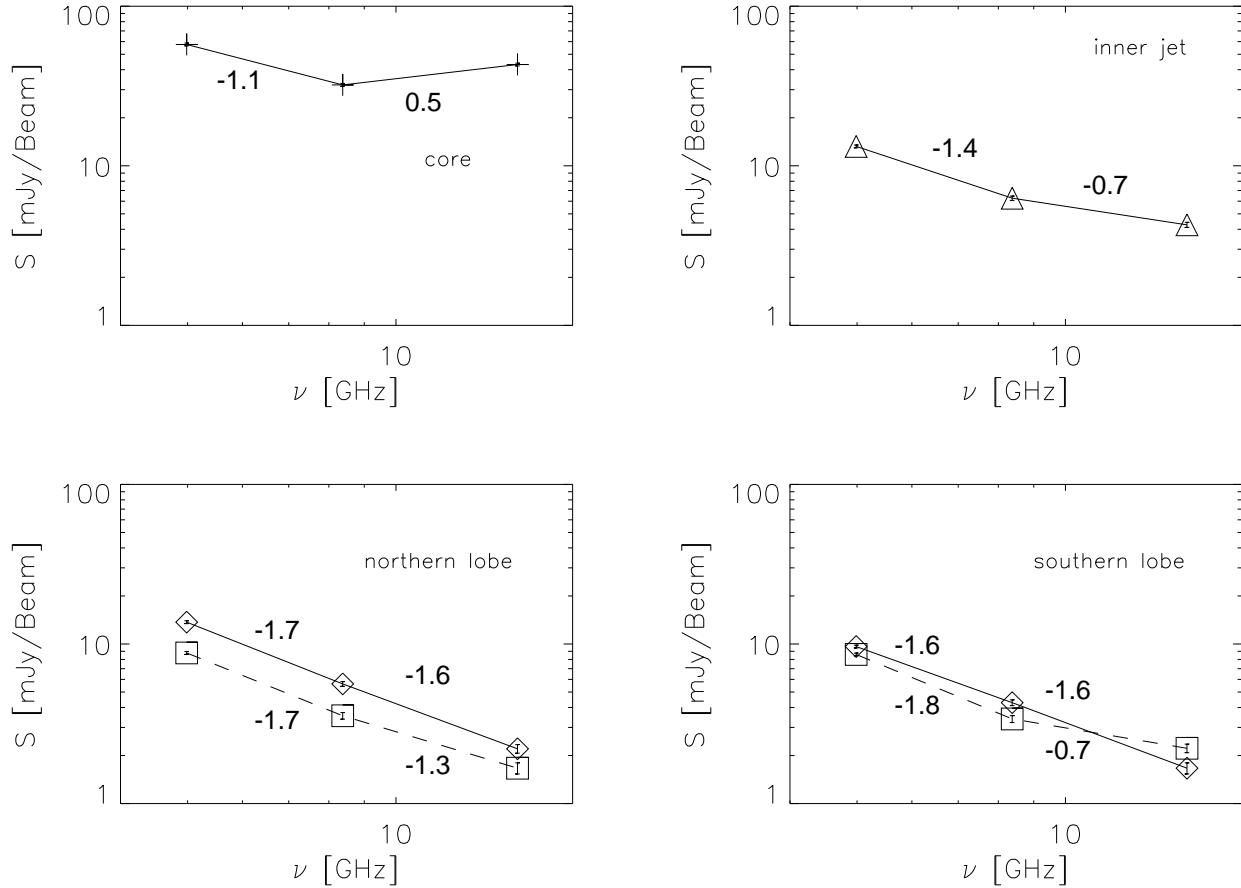 100
S [mJy/Beam]
-1.1
0.5
core
10
1
10
ν [GHz]
100
S [mJy/Beam]
inner jet
-1.4
-0.7
10
1
10
ν [GHz]
100
S [mJy/Beam]
northern lobe
-1.7
10
-1.6
-1.7
-1.3
1
10
ν [GHz]
100
S [mJy/Beam]
southern lobe
10
-1.6
-1.6
-1.8
-0.7
1
10
ν [GHz]